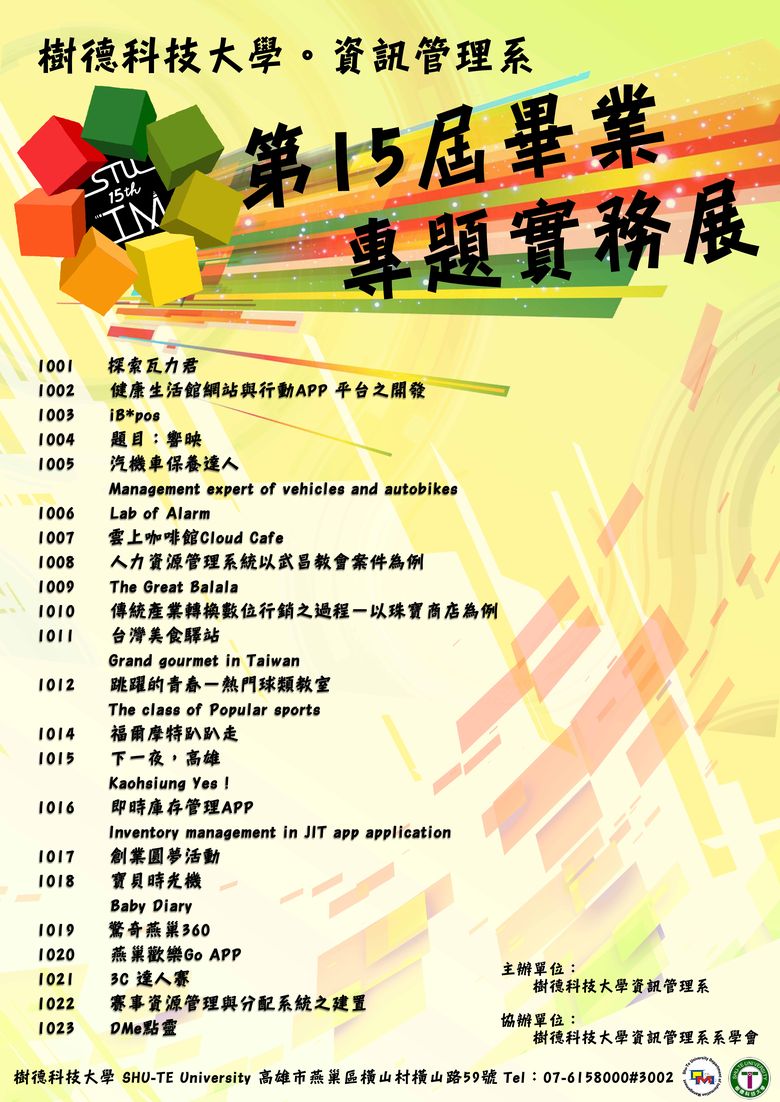 樹德科技大學。資訊管理系
STU
15th
IM
第15屆畢業
專題實務展
1001 探索瓦力君
1002 健康生活館網站與行動APP 平台之開發
1003 iB*pos
1004 題目：響映
1005 汽機車保養達人
Management expert of vehicles and autobikes
1006 Lab of Alarm
1007 雲上咖啡館Cloud Cafe
1008 人力資源管理系統以武昌教會案件為例
1009 The Great Balala
1010 傳統產業轉換數位行銷之過程－以珠寶商店為例
1011 台灣美食驛站
Grand gourmet in Taiwan
1012 跳躍的青春－熱門球類教室
The class of Popular sports
1014 福爾摩特趴趴走
1015 下一夜，高雄
Kaohsiung Yes !
1016 即時庫存管理APP
Inventory management in JIT app application
1017 創業圓夢活動
1018 寶貝時光機
Baby Diary
1019 驚奇燕巢360
1020 燕巢歡樂Go APP
1021 3C 達人賽
1022 賽事資源管理與分配系統之建置
1023 DMe點靈
主辦單位：
樹德科技大學資訊管理系
協辦單位：
樹德科技大學資訊管理系系學會
樹德科技大學 SHU-TE University 高雄市燕巢區橫山村橫山路59號 Tel：07-6158000#3002